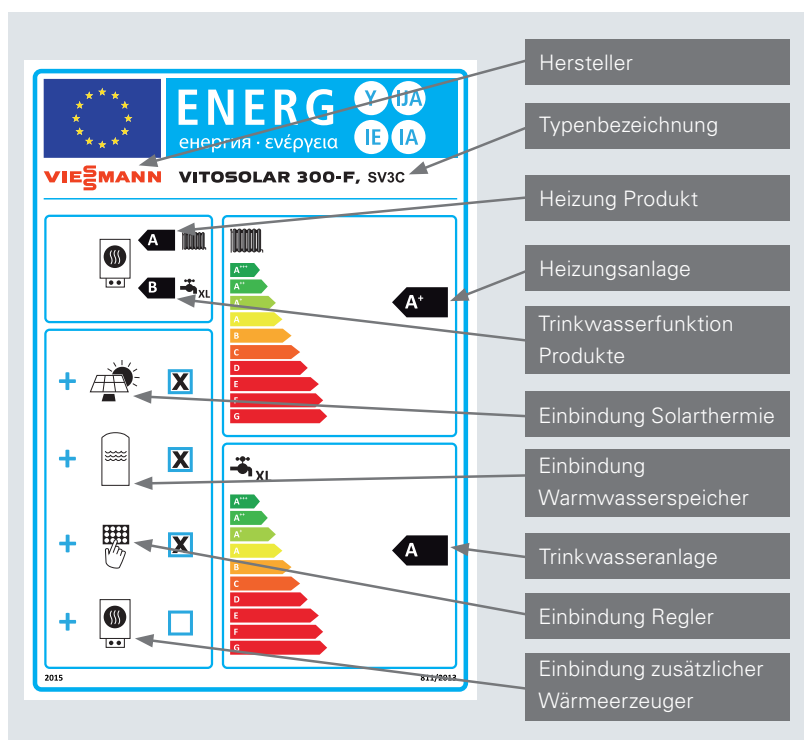 ENERG
енергия · ενέργεια
Y IJA
IE IA
VIESSMANN VITOSOLAR 300-F, SV3C
A
B XL
X
X
X
A+++
A++
A+
A
B
C
D
E
F
G
A+
XL
A+++
A++
A+
A
B
C
D
E
F
G
A
2015
811/2013
Hersteller
Typenbezeichnung
Heizung Produkt
Heizungsanlage
Trinkwasserfunktion
Produkte
Einbindung Solarthermie
Einbindung
Warmwasserspeicher
Trinkwasseranlage
Einbindung Regler
Einbindung zusätzlicher
Wärmeerzeuger